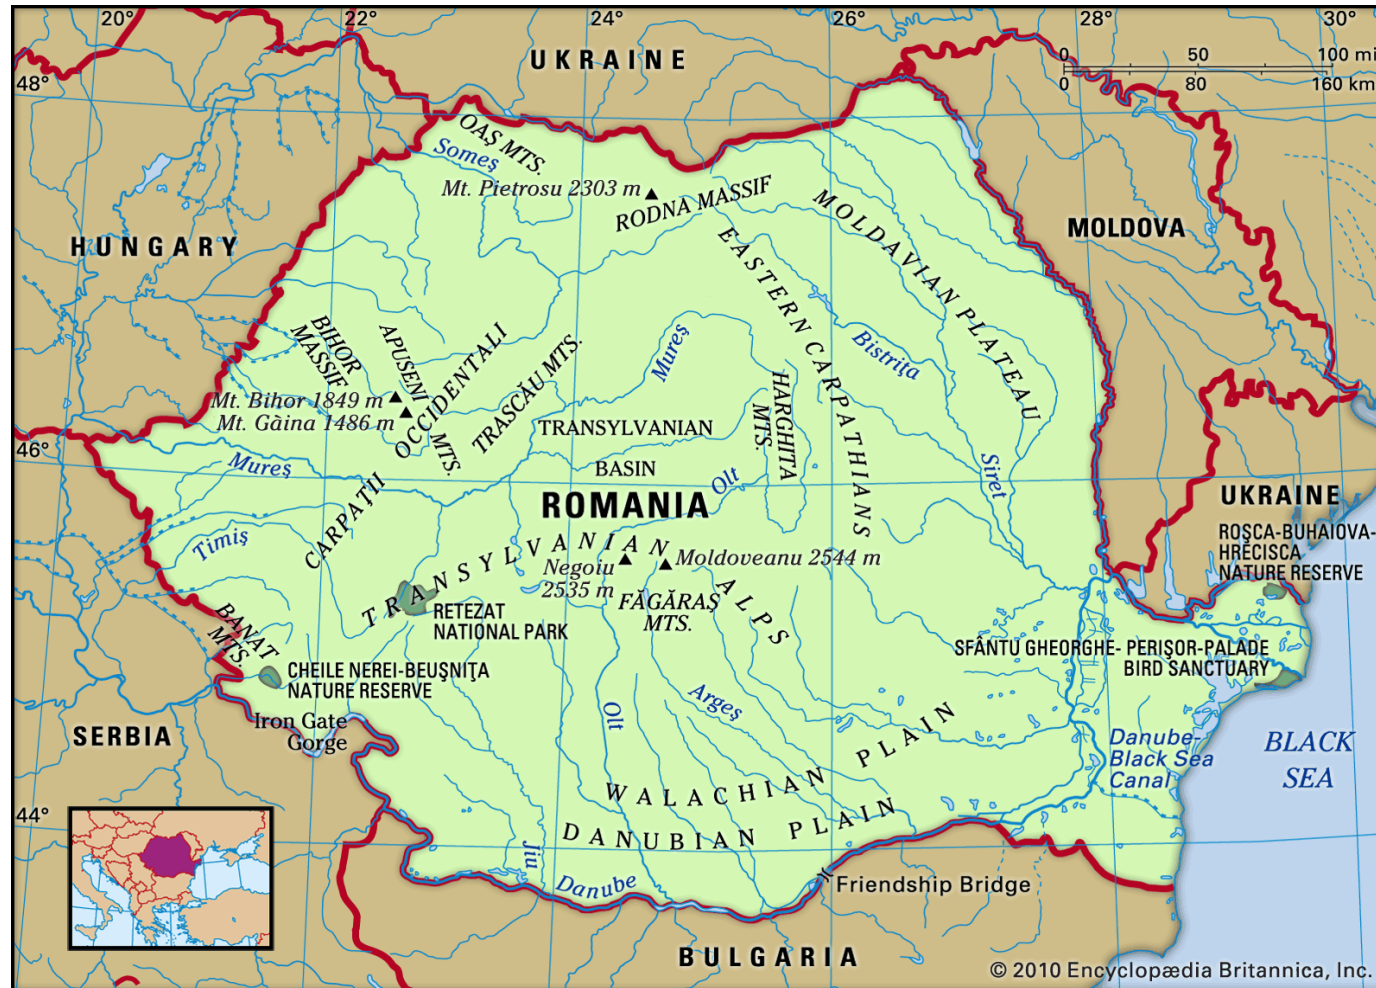 20°
22°
24°
26°
28°
30°
UKRAINE
0 50 100 mi
0 80 160 km
48°
OAŞ MTS.
Someş
Mt. Pietrosu 2303 m
RODNA MASSIF
MOLDAVIAN PLATEAU
MOLDOVA
HUNGARY
EASTERN CARPATHIANS
BIHOR
MASSIF
APUSENI
MTS.
CARPAŢII OCCIDENTALI
TRASCĂU MTS.
Mureş
Bistriţa
HARGHITA
MTS.
Mt. Bihor 1849 m
Mt. Găina 1486 m
TRANSYLVANIAN
BASIN
46°
Mureş
Olt
Siret
ROMANIA
UKRAINE
ROŞCA-BUHAIOVA-
HRECISCA
NATURE RESERVE
Timiş
TRANSYLVANIAN ALPS
Negoiu
2535 m
Moldoveanu 2544 m
FĂGĂRAŞ
MTS.
RETEZAT
NATIONAL PARK
BANAT
MTS.
CHEILE NEREI-BEUŞNIŢA
NATURE RESERVE
SFÂNTU GHEORGHE- PERIŞOR-PALADE
BIRD SANCTUARY
Iron Gate
Gorge
SERBIA
Olt
Argeş
WALACHIAN PLAIN
Danube-
Black Sea
Canal
BLACK
SEA
44°
DANUBIAN PLAIN
Jiu
Danube
Friendship Bridge
BULGARIA
© 2010 Encyclopædia Britannica, Inc.